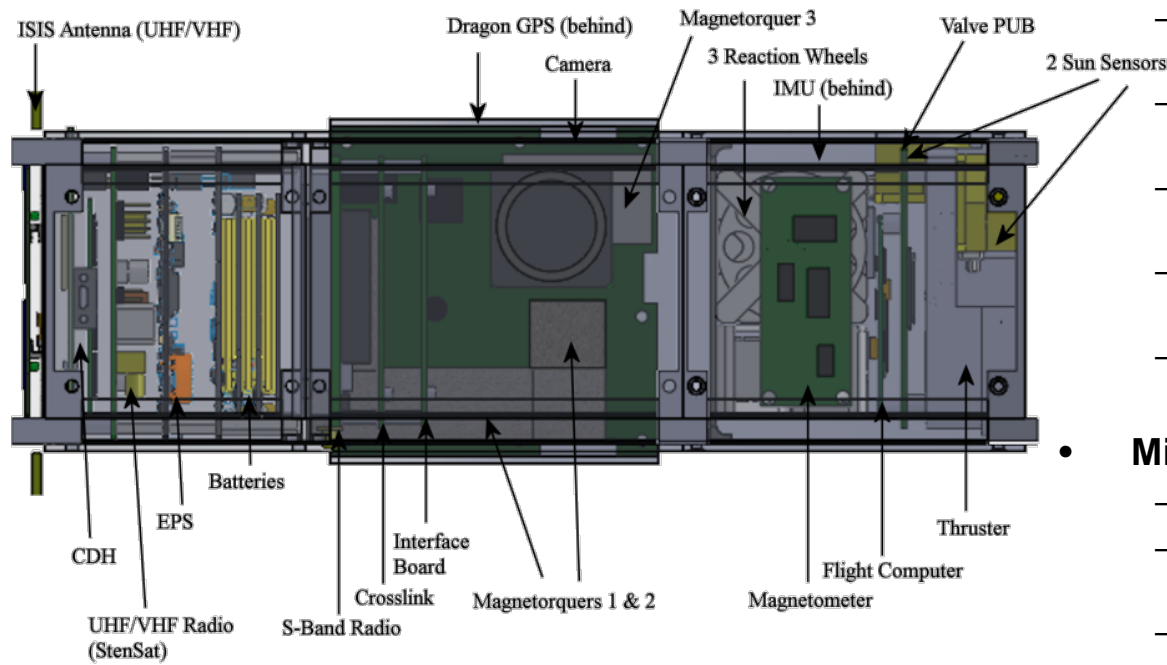 ISIS Antenna (UHF/VHF)
Dragon GPS (behind)
Camera
Magnetorquer 3
3 Reaction Wheels
IMU (behind)
Valve PUB
2 Sun Sensors
Batteries
EPS
CDH
UHF/VHF Radio
(StenSat)
S-Band Radio
Crosslink
Interface
Board
Magnetorquers 1 & 2
Magnetometer
Flight Computer
Thruster
–
–
–
–
–
• Mi
–
–
–